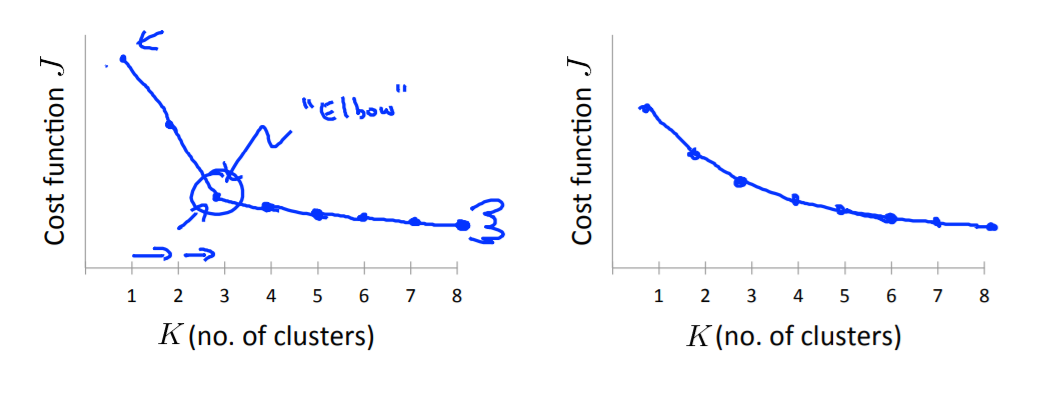 "Elbow"
Cost function J
1 2 3 4 5 6 7 8
K (no. of clusters)
Cost function J
1 2 3 4 5 6 7 8
K (no. of clusters)